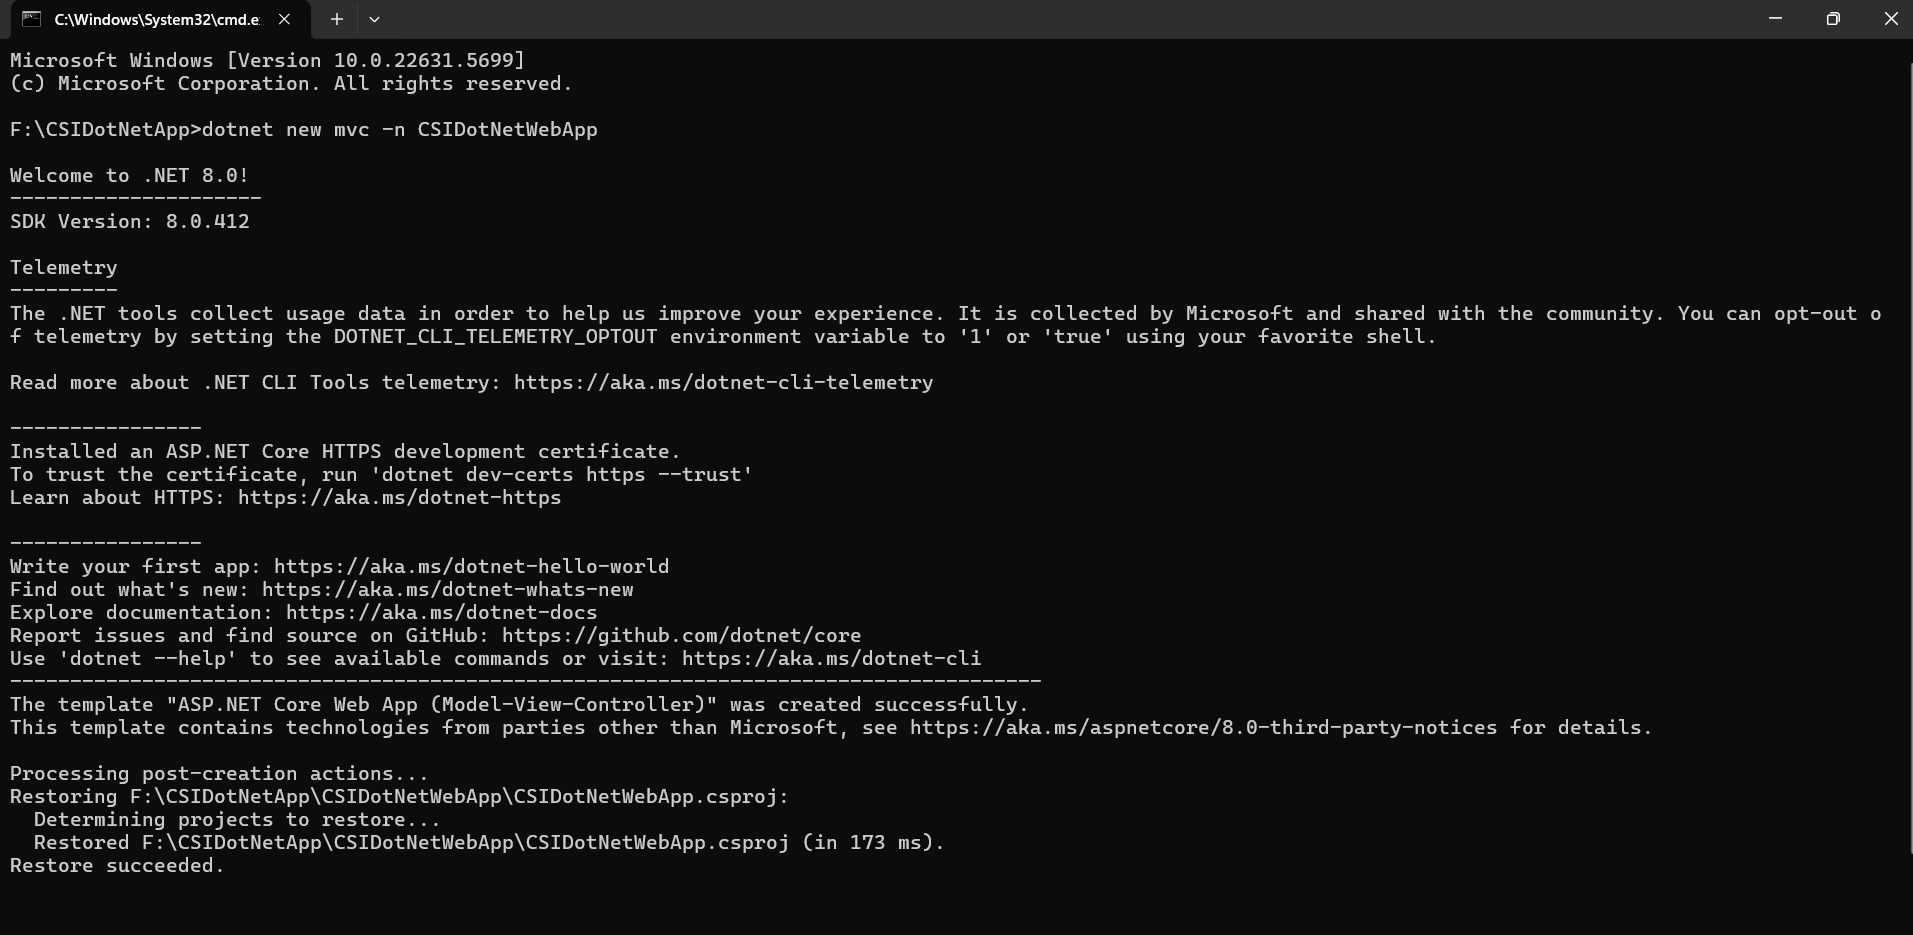 C:\Windows\System32\cmd.e
Microsoft Windows [Version 10.0.22631.5699]
(c) Microsoft Corporation. All rights reserved.
F:\CSIDotNetApp>dotnet new mvc -n CSIDotNetWebApp
Welcome to .NET 8.0!
---------------------
SDK Version: 8.0.412
Telemetry
---------
The .NET tools collect usage data in order to help us improve your experience. It is collected by Microsoft and shared with the community. You can opt-out o
f telemetry by setting the DOTNET_CLI_TELEMETRY_OPTOUT environment variable to '1' or 'true' using your favorite shell.
Read more about .NET CLI Tools telemetry: https://aka.ms/dotnet-cli-telemetry
----------------
Installed an ASP.NET Core HTTPS development certificate.
To trust the certificate, run 'dotnet dev-certs https --trust'
Learn about HTTPS: https://aka.ms/dotnet-https
----------------
Write your first app: https://aka.ms/dotnet-hello-world
Find out what's new: https://aka.ms/dotnet-whats-new
Explore documentation: https://aka.ms/dotnet-docs
Report issues and find source on GitHub: https://github.com/dotnet/core
Use 'dotnet --help' to see available commands or visit: https://aka.ms/dotnet-cli
--------------------------------------------------------------------------------------
The template "ASP.NET Core Web App (Model-View-Controller)" was created successfully.
This template contains technologies from parties other than Microsoft, see https://aka.ms/aspnetcore/8.0-third-party-notices for details.
Processing post-creation actions...
Restoring F:\CSIDotNetApp\CSIDotNetWebApp\CSIDotNetWebApp.csproj:
  Determining projects to restore...
  Restored F:\CSIDotNetApp\CSIDotNetWebApp\CSIDotNetWebApp.csproj (in 173 ms).
Restore succeeded.